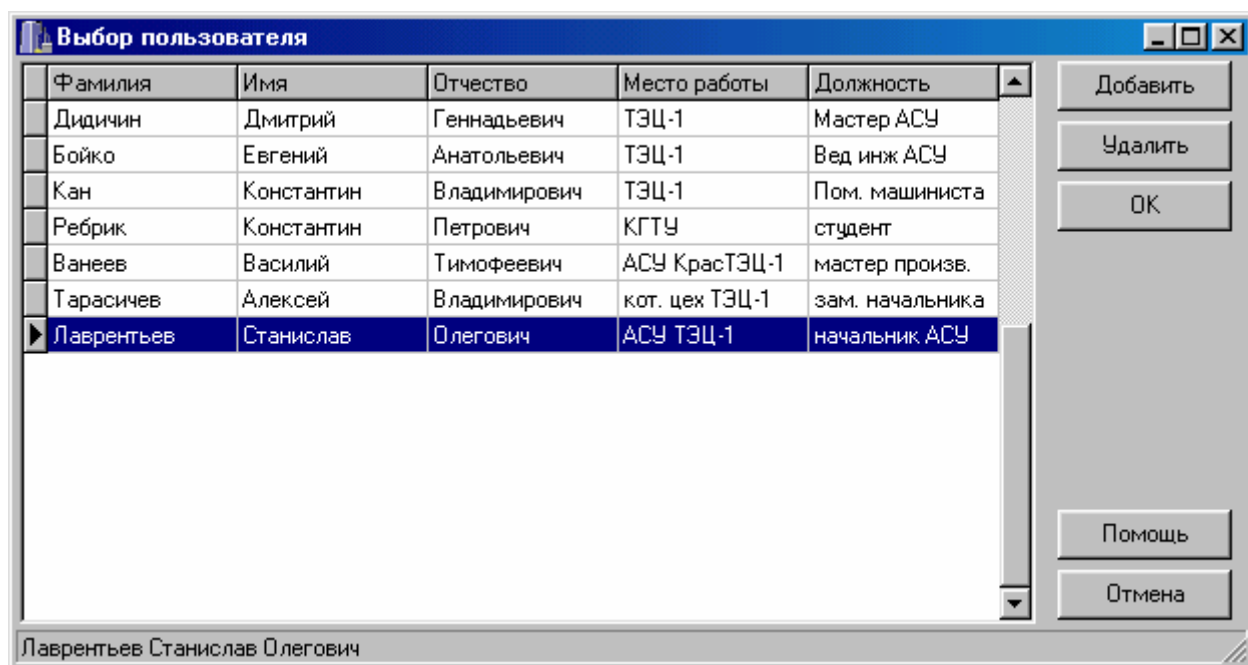 Выбор пользователя
Фамилия Имя Отчество Место работы Должность
Дидичин Дмитрий Геннадьевич ТЭЦ-1 Мастер АСУ
Бойко Евгений Анатольевич ТЭЦ-1 Вед инж АСУ
Кан Константин Владимирович ТЭЦ-1 Пом. машиниста
Ребрик Константин Петрович КГТУ студент
Ванеев Василий Тимофеевич АСУ КрасТЭЦ-1 мастер произв.
Тарасичев Алексей Владимирович кот. цех ТЭЦ-1 зам. начальника
Лаврентьев Станислав Олегович АСУ ТЭЦ-1 начальник АСУ
Добавить
Удалить
OK
Помощь
Отмена
Лаврентьев Станислав Олегович